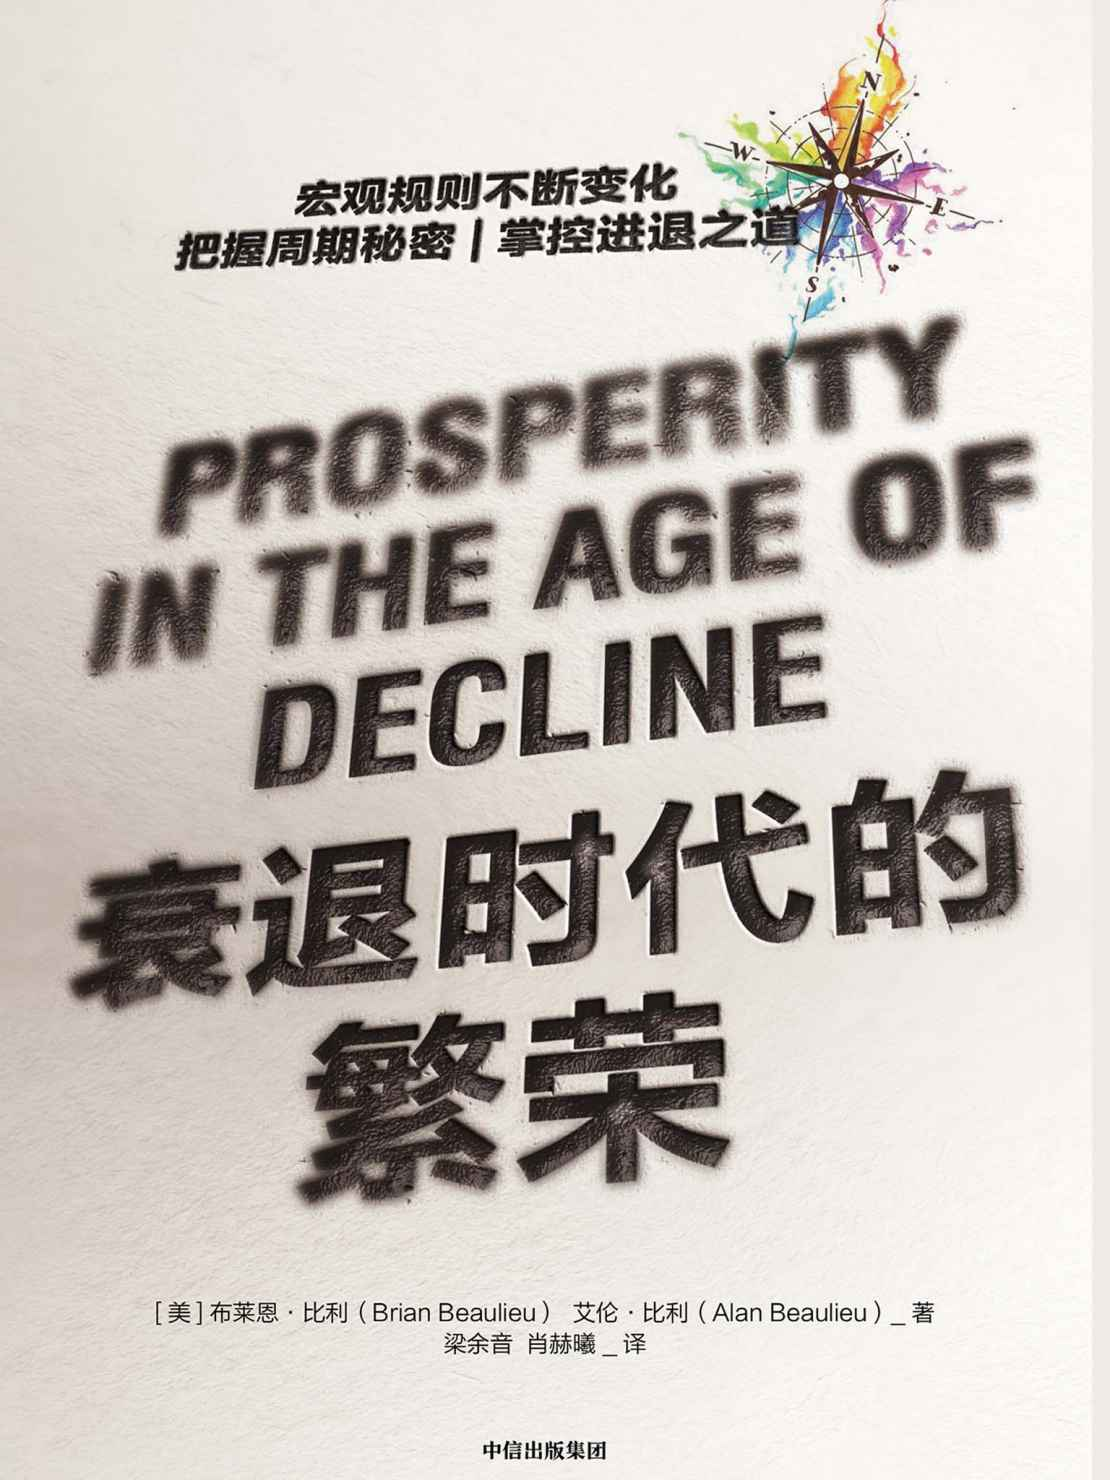 宏观规则不断变化
把握周期秘密|掌控进退之道
N
W
E
S
PROSPERITY
IN THE AGE OF
DECLINE
衰退时代的
繁荣
[美]布莱恩·比利（Brian Beaulieu） 艾伦·比利（Alan Beaulieu）_著
梁余音 肖赫曦_译
中信出版集团